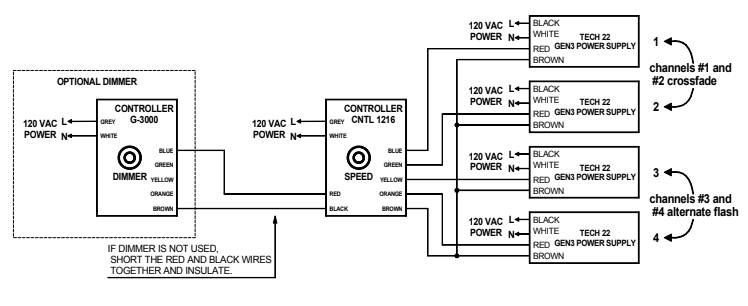 OPTIONAL DIMMER
120 VAC L
POWER N
CONTROLLER
G-3000
GREY
WHITE
DIMMER
BLUE
GREEN
YELLOW
ORANGE
BROWN
IF DIMMER IS NOT USED,
SHORT THE RED AND BLACK WIRES
TOGETHER AND INSULATE.
120 VAC L
POWER N
CONTROLLER
CNTL 1216
GREY
WHITE
SPEED
BLUE
GREEN
YELLOW
RED
ORANGE
BLACK
BROWN
120 VAC L
POWER N
BLACK
WHITE
RED
BROWN
TECH 22
GEN3 POWER SUPPLY
1
channels #1 and
#2 crossfade
120 VAC L
POWER N
BLACK
WHITE
RED
BROWN
TECH 22
GEN3 POWER SUPPLY
2
120 VAC L
POWER N
BLACK
WHITE
RED
BROWN
TECH 22
GEN3 POWER SUPPLY
3
channels #3 and
#4 alternate flash
120 VAC L
POWER N
BLACK
WHITE
RED
BROWN
TECH 22
GEN3 POWER SUPPLY
4